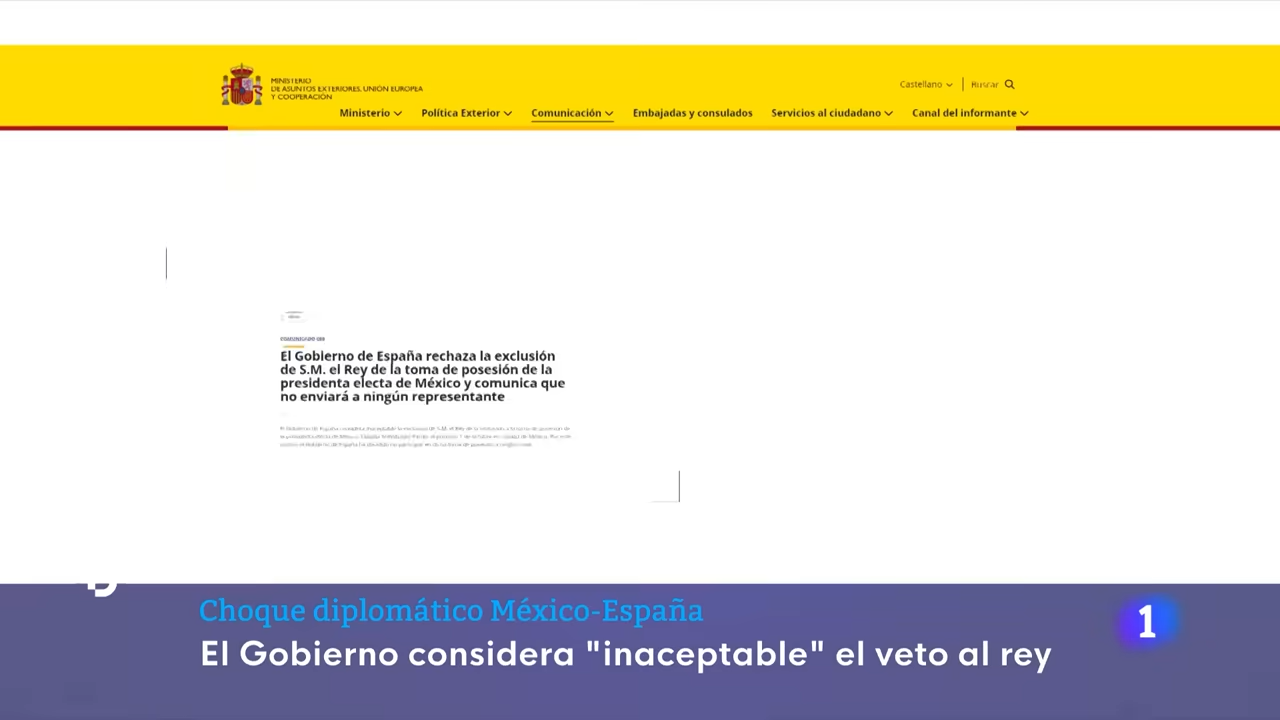 MINISTERIO
DE ASUNTOS EXTERIORES, UNIÓN EUROPEA
Y COOPERACIÓN
Castellano
Buscar
Ministerio
Política Exterior
Comunicación
Embajadas y consulados
Servicios al ciudadano
Canal del informante
El Gobierno de España rechaza la exclusión
de S.M. el Rey de la toma de posesión de la
presidenta electa de México y comunica que
no enviará a ningún representante
Choque diplomático México-España
1
El Gobierno considera "inaceptable" el veto al rey